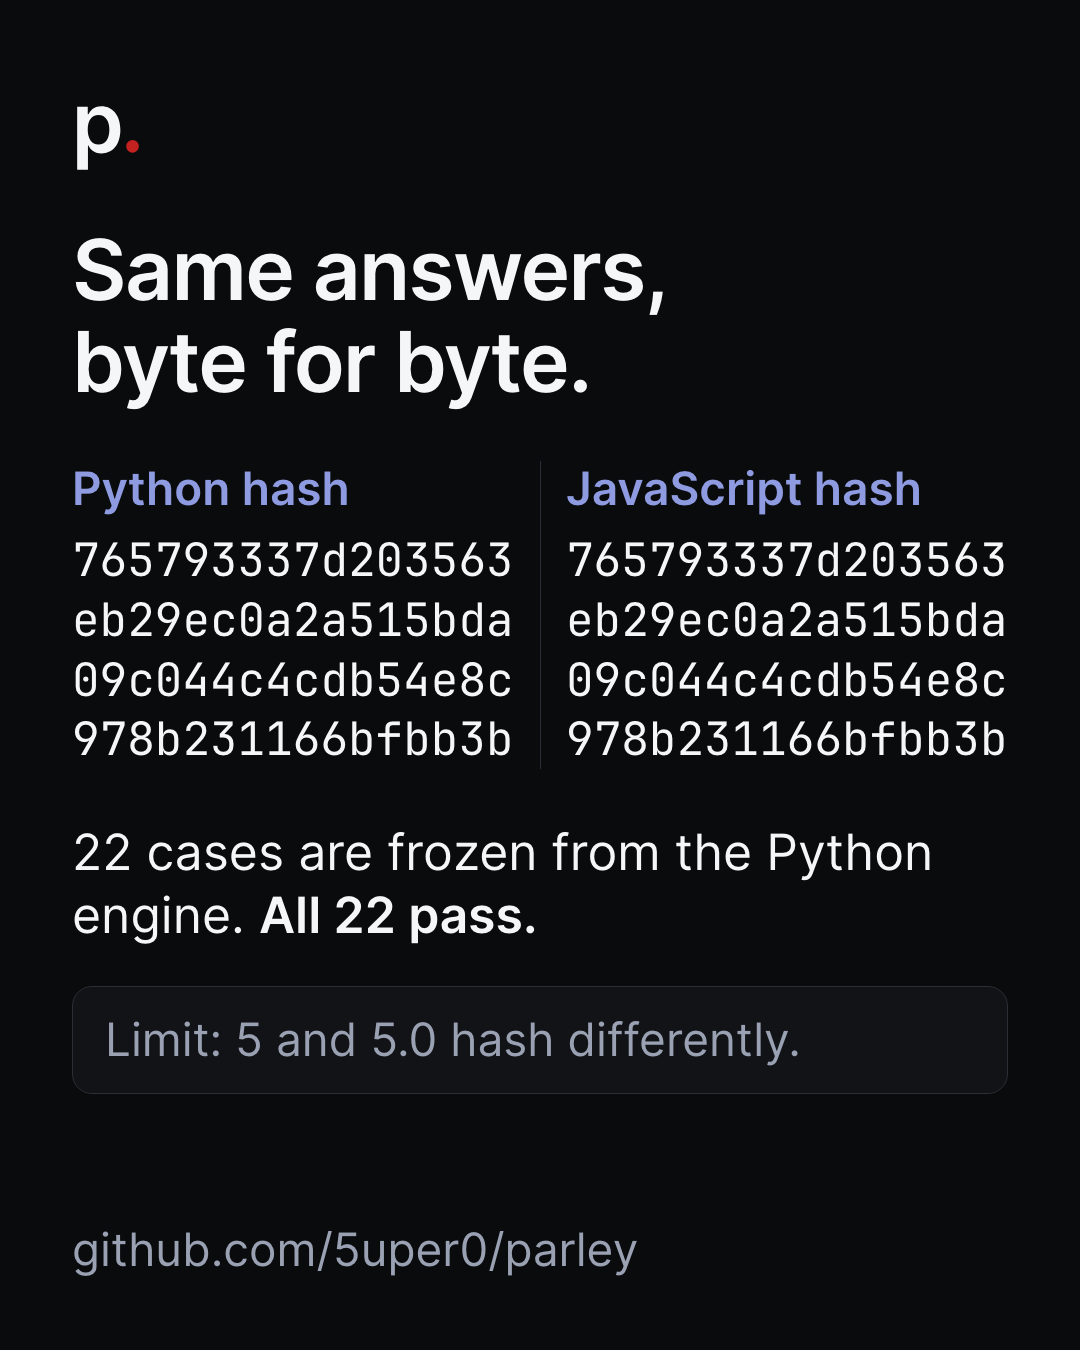 p.
Same answers,
byte for byte.
Python hash
765793337d203563
eb29ec0a2a515bda
09c044c4cdb54e8c
978b231166bfbb3b
JavaScript hash
765793337d203563
eb29ec0a2a515bda
09c044c4cdb54e8c
978b231166bfbb3b
22 cases are frozen from the Python
engine. All 22 pass.
Limit: 5 and 5.0 hash differently.
github.com/5uper0/parley